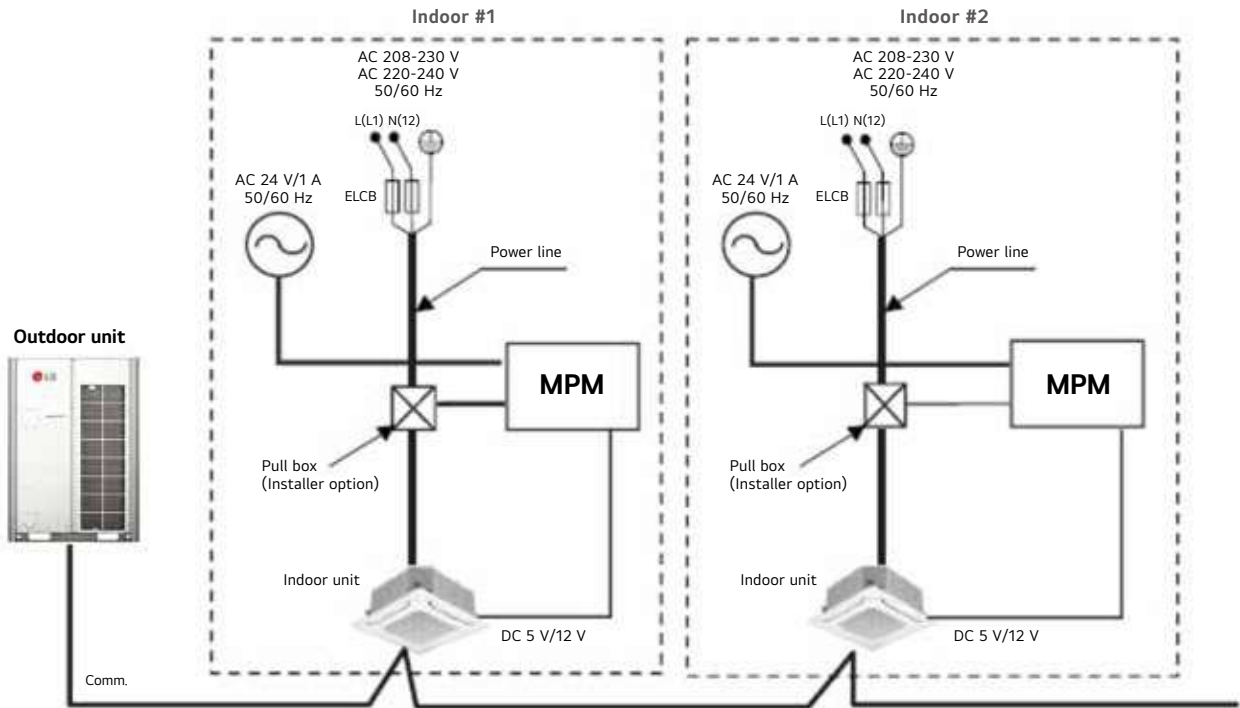 Indoor #1
AC 208-230 V
AC 220-240 V
50/60 Hz
L(L1) N(12)
AC 24 V/1 A
50/60 Hz
ELCB
Power line
MPM
Pull box
(Installer option)
Indoor unit
DC 5 V/12 V
Indoor #2
AC 208-230 V
AC 220-240 V
50/60 Hz
L(L1) N(12)
AC 24 V/1 A
50/60 Hz
ELCB
Power line
MPM
Pull box
(Installer option)
Indoor unit
DC 5 V/12 V
Outdoor unit
LG
Comm.